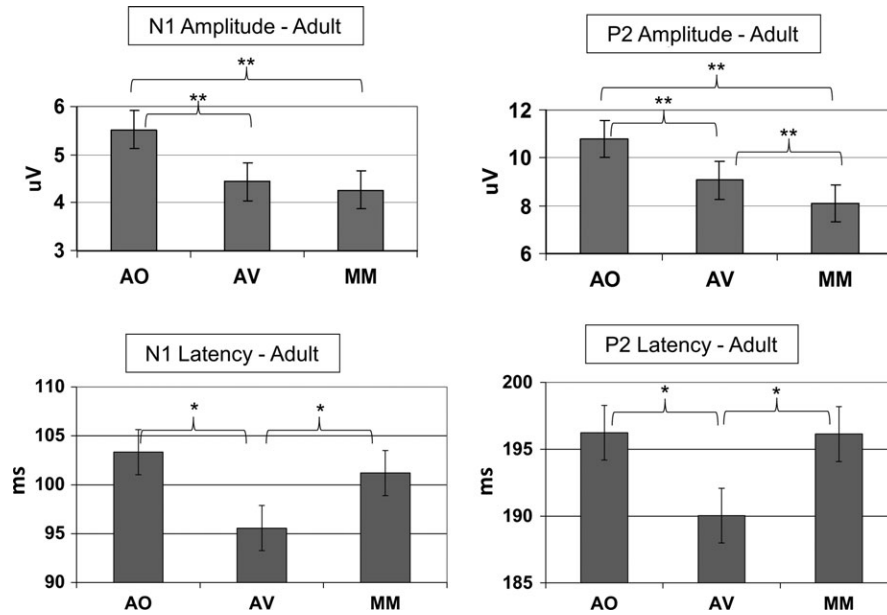 N1 Amplitude - Adult
**
**
6
5
4
3
uV
AO AV MM
P2 Amplitude - Adult
**
**
**
12
10
8
6
uV
AO AV MM
N1 Latency - Adult
* *
110
105
100
95
90
ms
AO AV MM
P2 Latency - Adult
* *
200
195
190
185
ms
AO AV MM